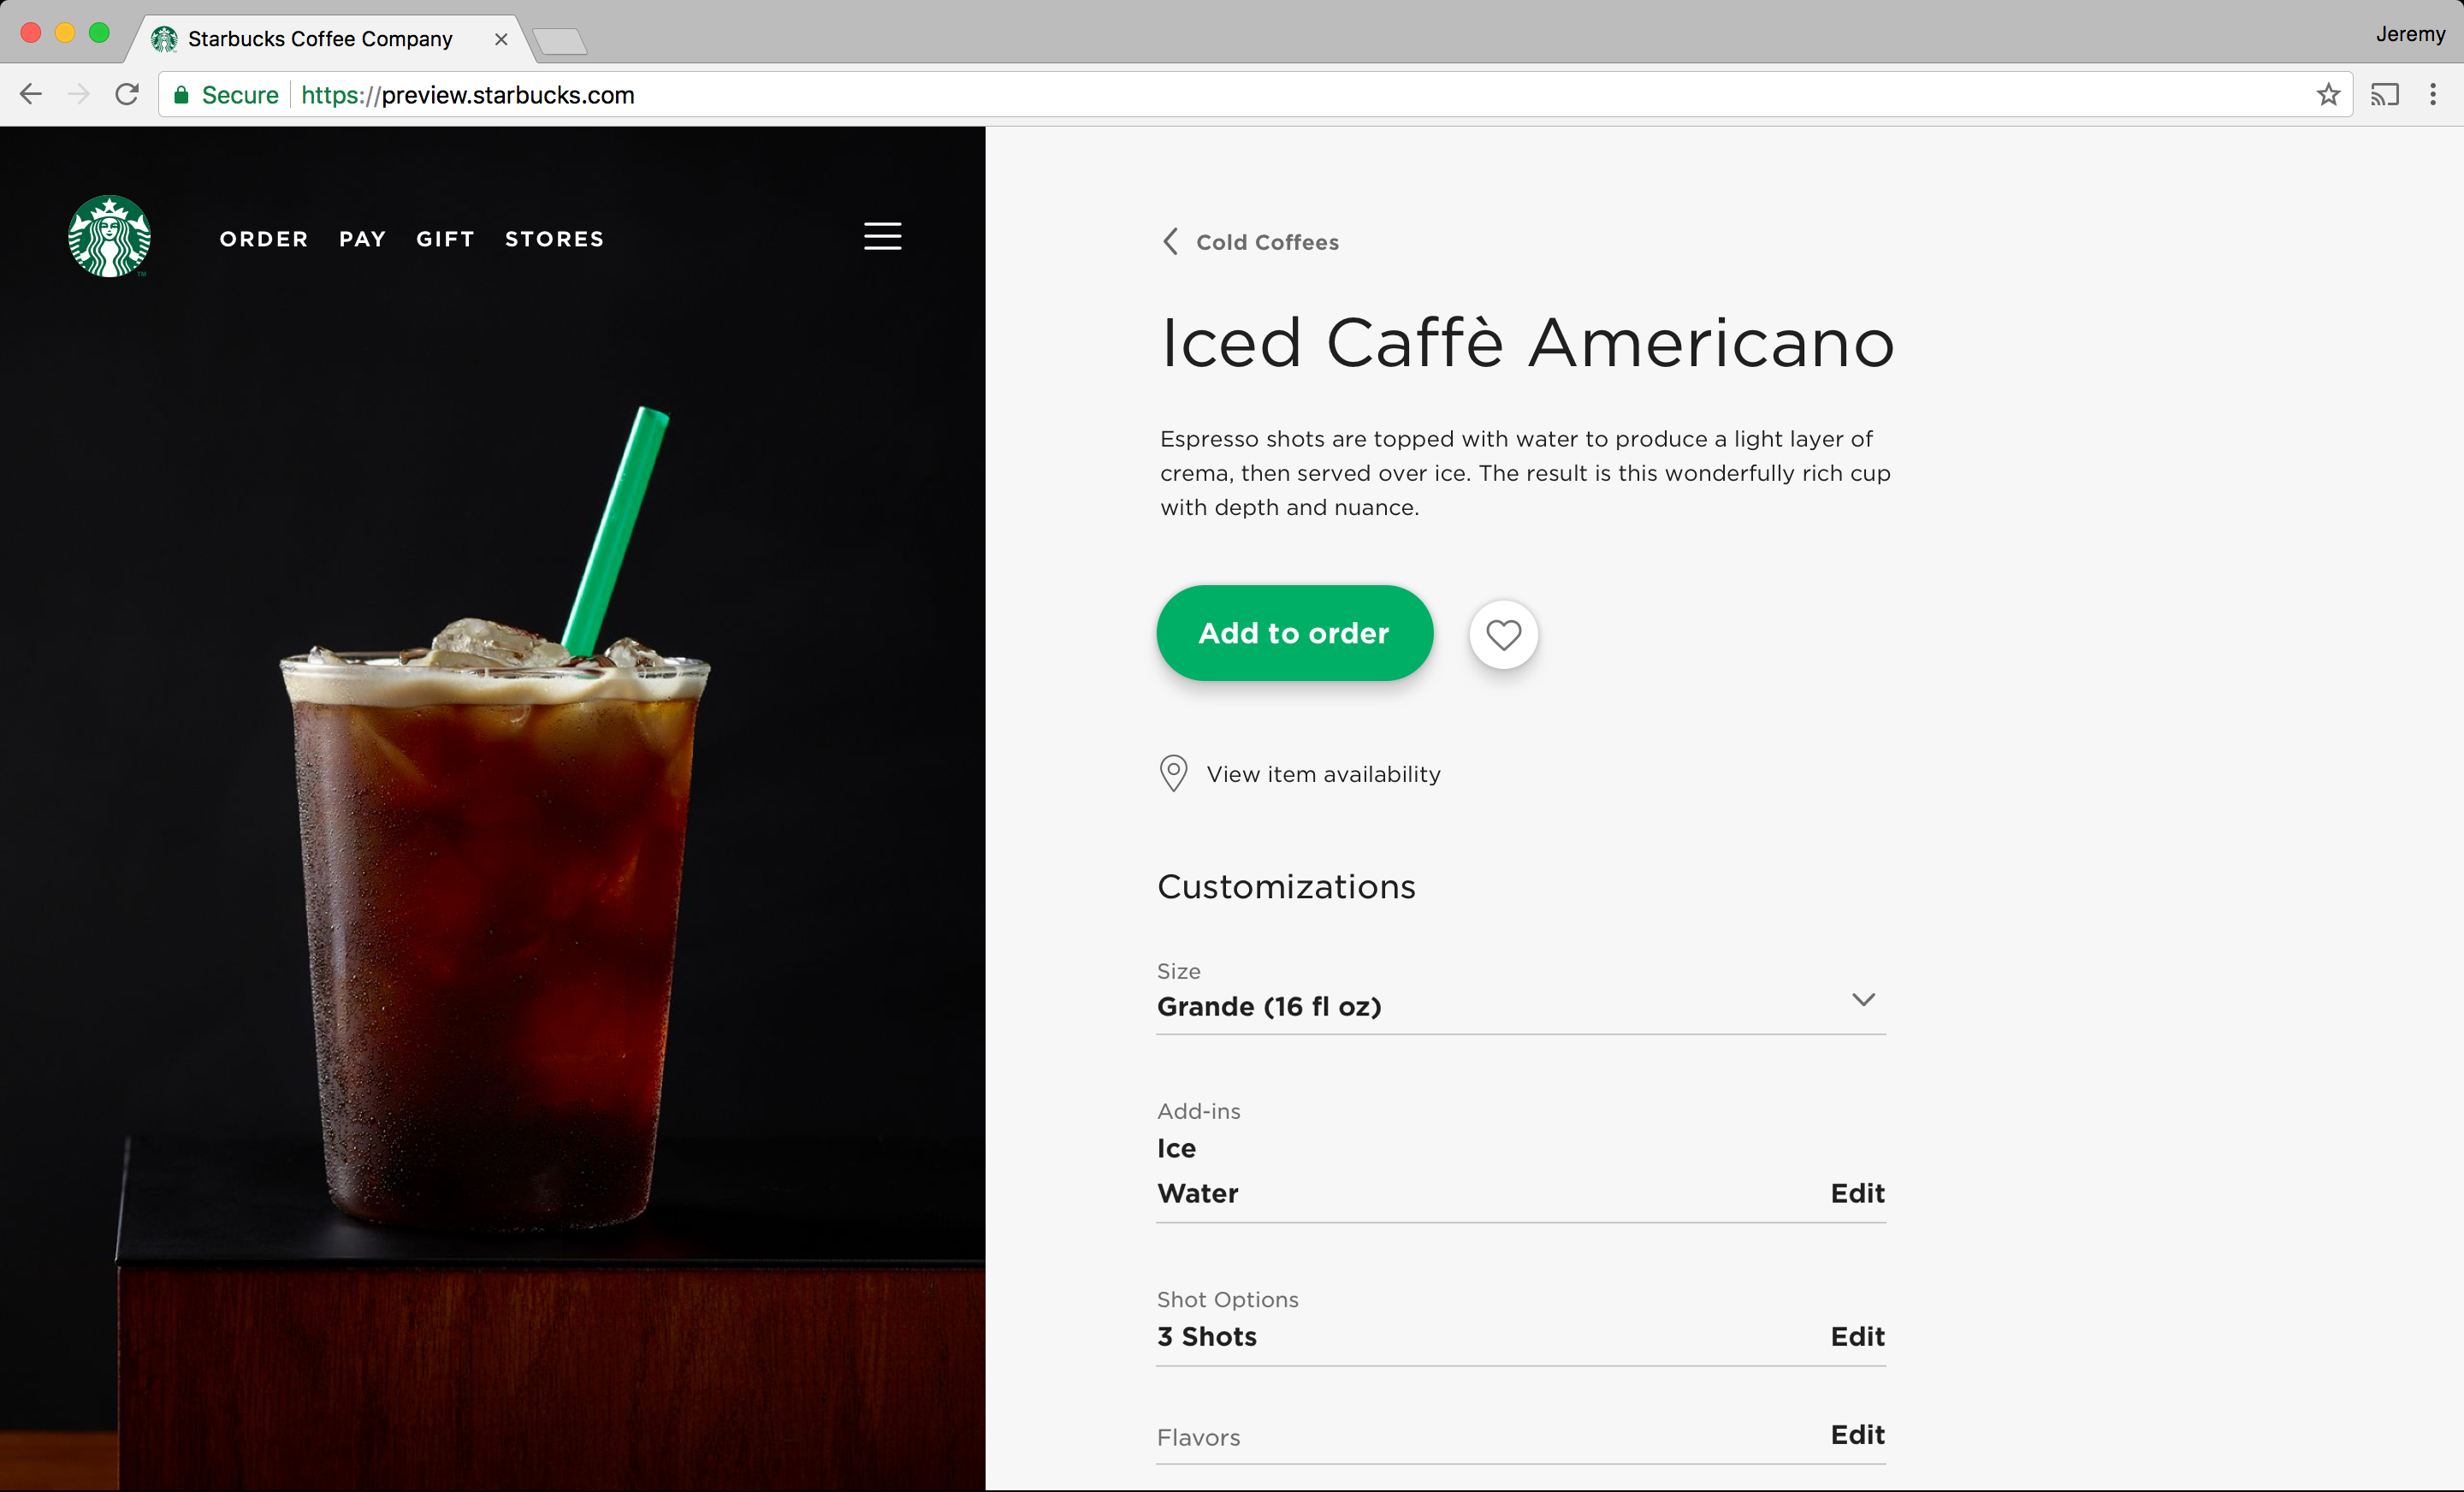 Starbucks Coffee Company
Jeremy
Secure https://preview.starbucks.com
ORDER PAY GIFT STORES
TM
Cold Coffees
Iced Caffè Americano
Espresso shots are topped with water to produce a light layer of
crema, then served over ice. The result is this wonderfully rich cup
with depth and nuance.
Add to order
View item availability
Customizations
Size
Grande (16 fl oz)
Add-ins
Ice
Water Edit
Shot Options
3 Shots Edit
Flavors Edit